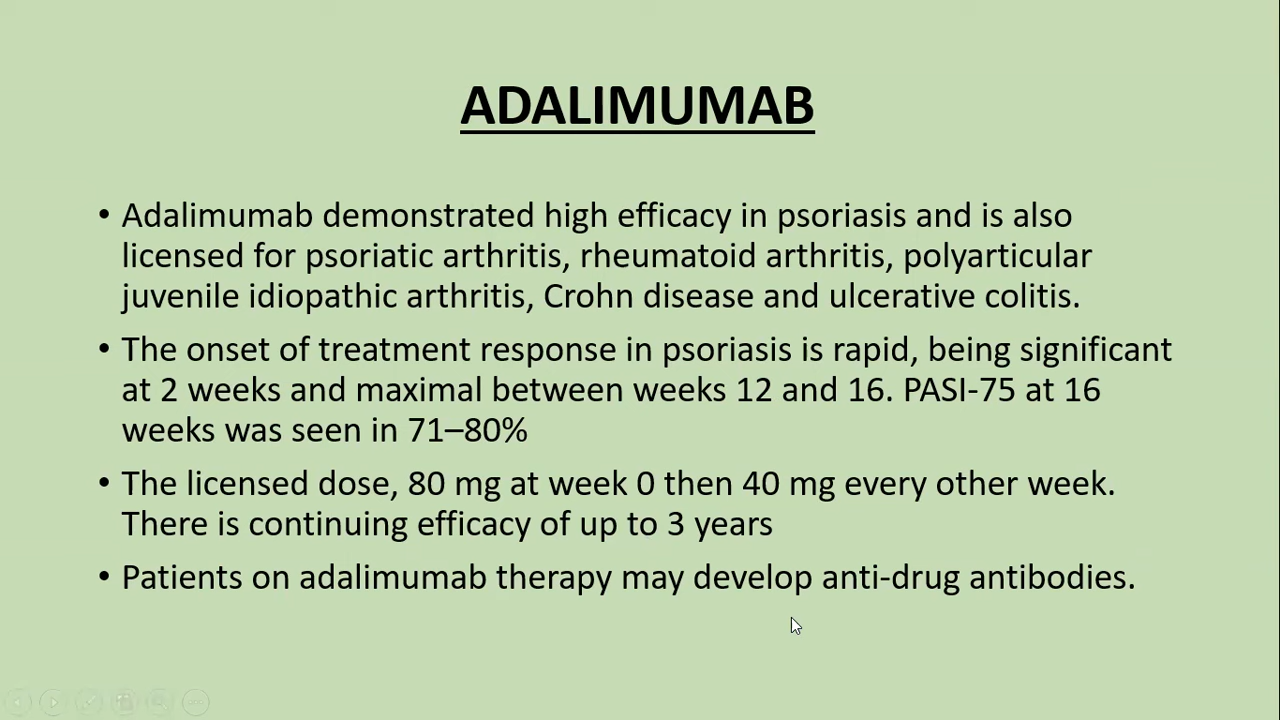 ADALIMUMAB
• Adalimumab demonstrated high efficacy in psoriasis and is also
licensed for psoriatic arthritis, rheumatoid arthritis, polyarticular
juvenile idiopathic arthritis, Crohn disease and ulcerative colitis.
• The onset of treatment response in psoriasis is rapid, being significant
at 2 weeks and maximal between weeks 12 and 16. PASI-75 at 16
weeks was seen in 71–80%
• The licensed dose, 80 mg at week 0 then 40 mg every other week.
There is continuing efficacy of up to 3 years
• Patients on adalimumab therapy may develop anti-drug antibodies.